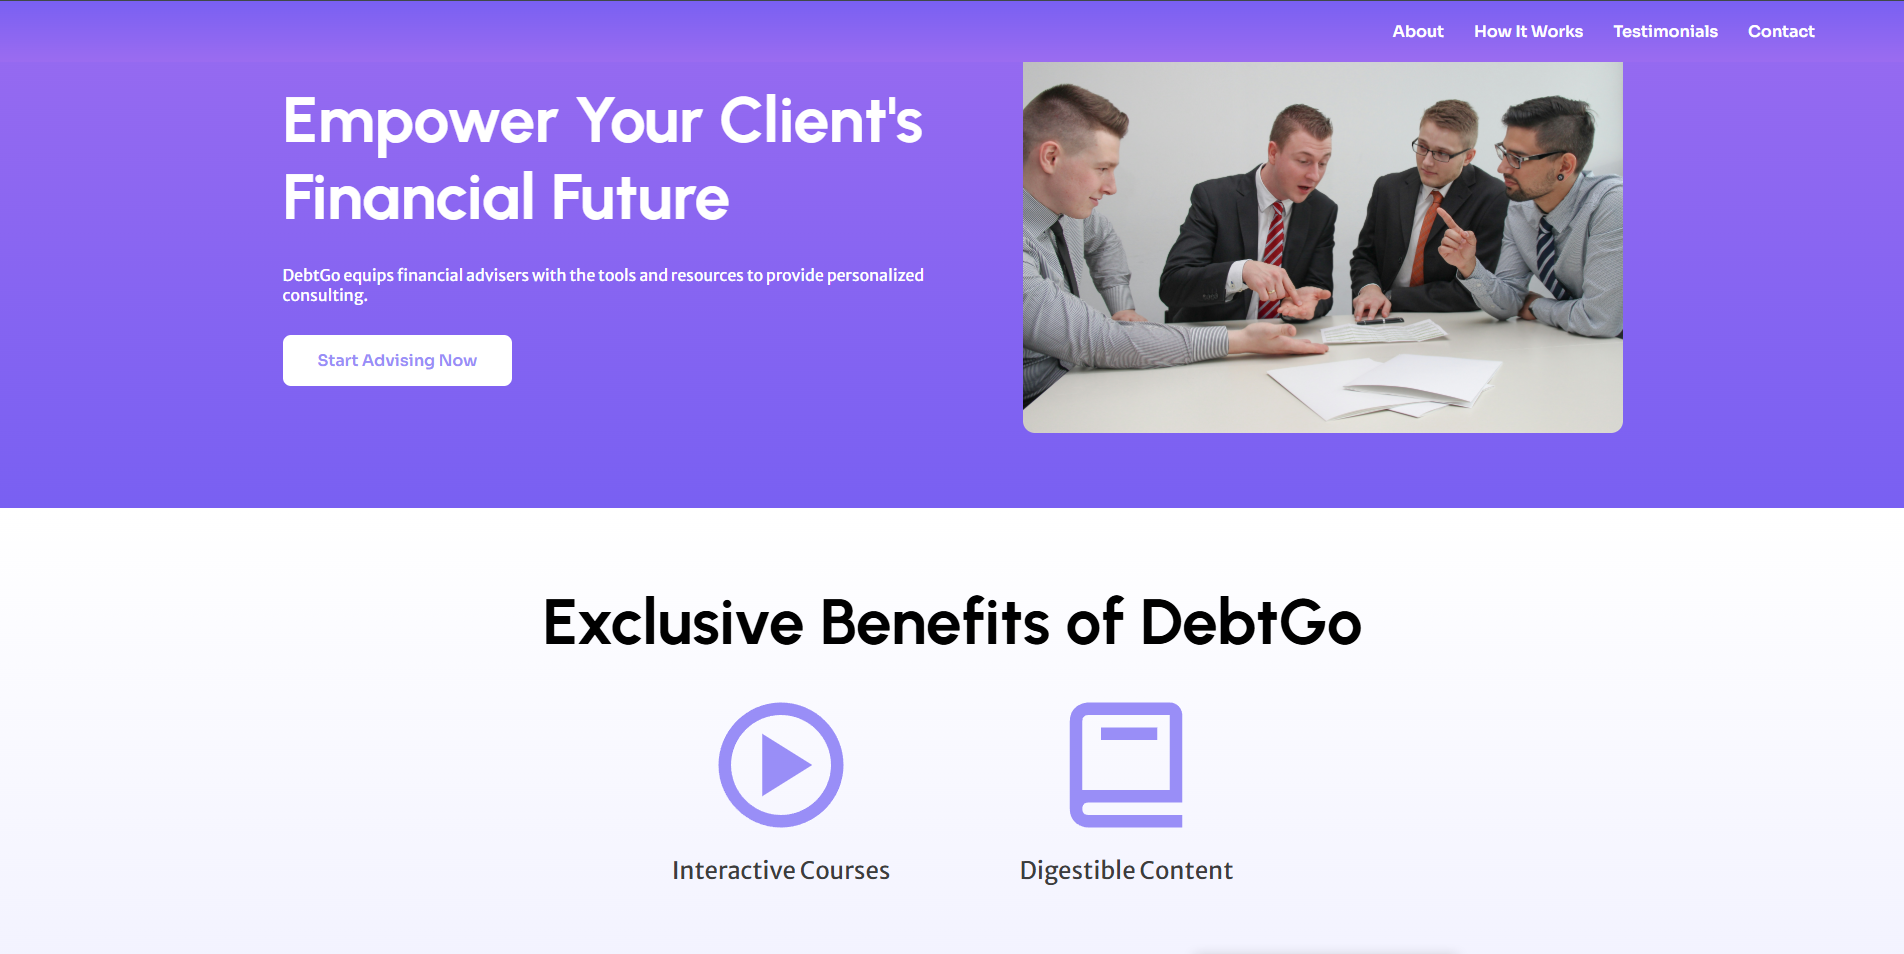 About How It Works Testimonials Contact
Empower Your Client's
Financial Future
DebtGo equips financial advisers with the tools and resources to provide personalized
consulting.
Start Advising Now
Exclusive Benefits of DebtGo
Interactive Courses
Digestible Content